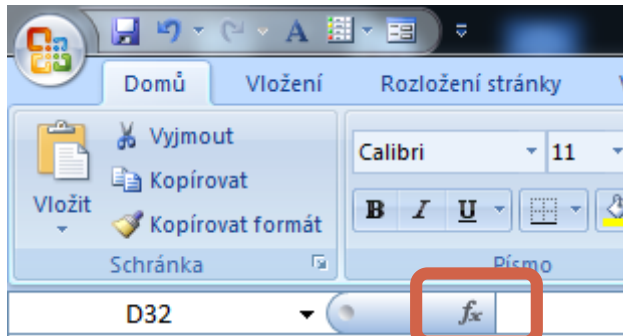 A
Domů Vložení Rozložení stránky V
Vyjmout
Kopírovat
Vložit
Kopírovat formát
Calibri 11
B I U
Schránka Písmo
D32 fx